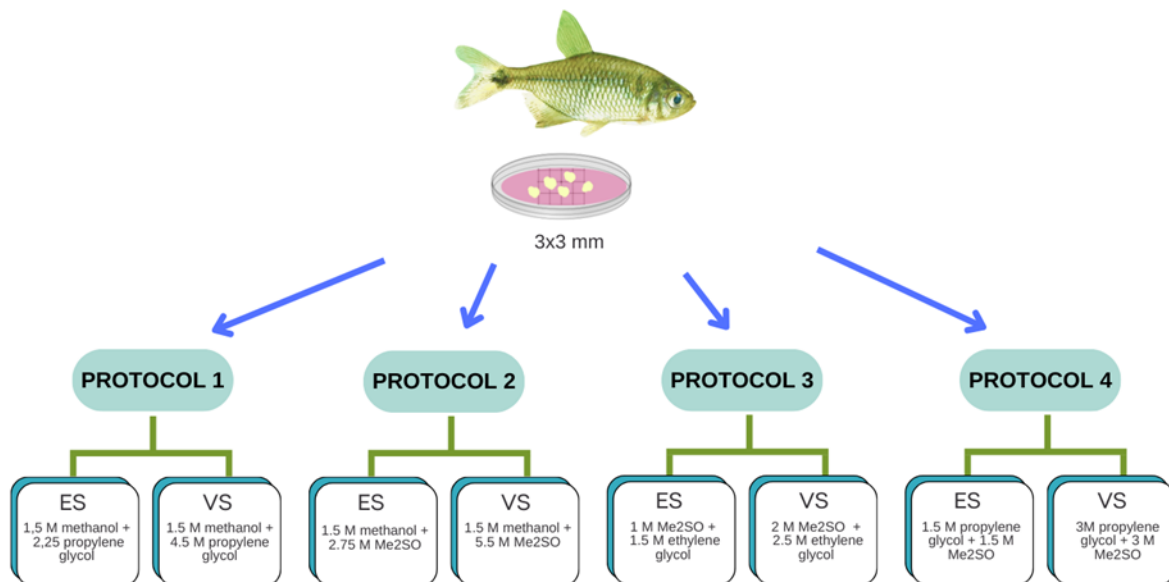 3x3 mm
PROTOCOL 1
PROTOCOL 2
PROTOCOL 3
PROTOCOL 4
ES
1,5 M methanol +
2,25 propylene
glycol
VS
1.5 M methanol +
4.5 M propylene
glycol
ES
1.5 M methanol +
2.75 M Me2SO
VS
1.5 M methanol +
5.5 M Me2SO
ES
1 M Me2SO +
1.5 M ethylene
glycol
VS
2 M Me2SO +
2.5 M ethylene
glycol
ES
1.5 M propylene
glycol + 1.5 M
Me2SO
VS
3M propylene
glycol + 3 M
Me2SO